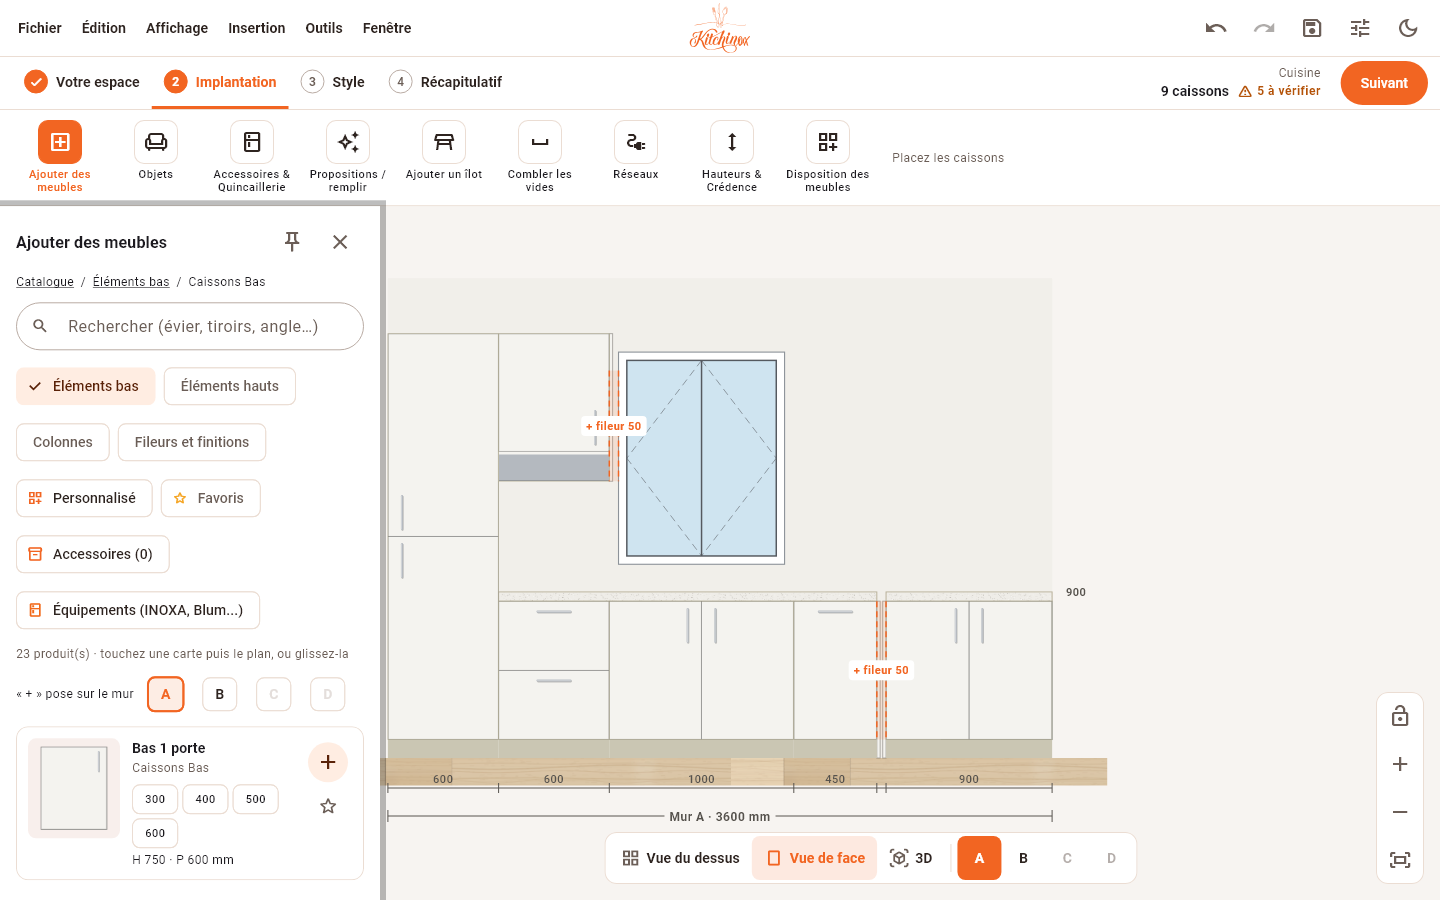 Fichier Édition Affichage Insertion Outils Fenêtre
Kitchinox
Votre espace 2 Implantation 3 Style 4 Récapitulatif
Cuisine
9 caissons 5 à vérifier
Suivant
Ajouter des meubles
Objets
Accessoires & Quincaillerie
Propositions / remplir
Ajouter un îlot
Combler les vides
Réseaux
Hauteurs & Crédence
Disposition des meubles
Placez les caissons
Ajouter des meubles
Catalogue / Éléments bas / Caissons Bas
Rechercher (évier, tiroirs, angle…)
Éléments bas Éléments hauts
Colonnes Fileurs et finitions
Personnalisé Favoris
Accessoires (0)
Équipements (INOXA, Blum...)
23 produit(s) · touchez une carte puis le plan, ou glissez-la
« + » pose sur le mur A B C D
Bas 1 porte
Caissons Bas
300 400 500
600
H 750 · P 600 mm
+ fileur 50
900
+ fileur 50
600 600 1000 450 900
Mur A · 3600 mm
Vue du dessus Vue de face 3D A B C D